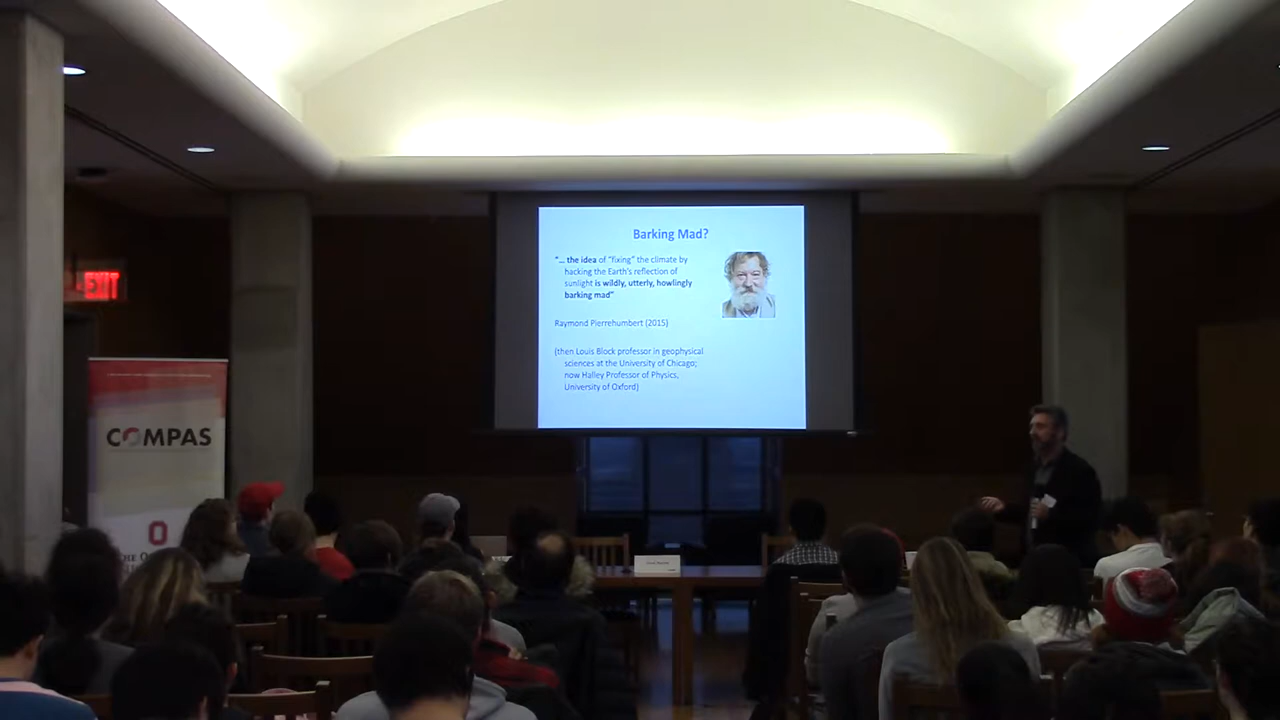 Barking Mad?
"... the idea of "fixing" the climate by
hacking the Earth's reflection of
sunlight is wildly, utterly, howlingly
barking mad"
Raymond Pierrehumbert (2015)
(then Louis Block professor in geophysical
sciences at the University of Chicago;
now Halley Professor of Physics,
University of Oxford)
EXIT
COMPAS
THE O